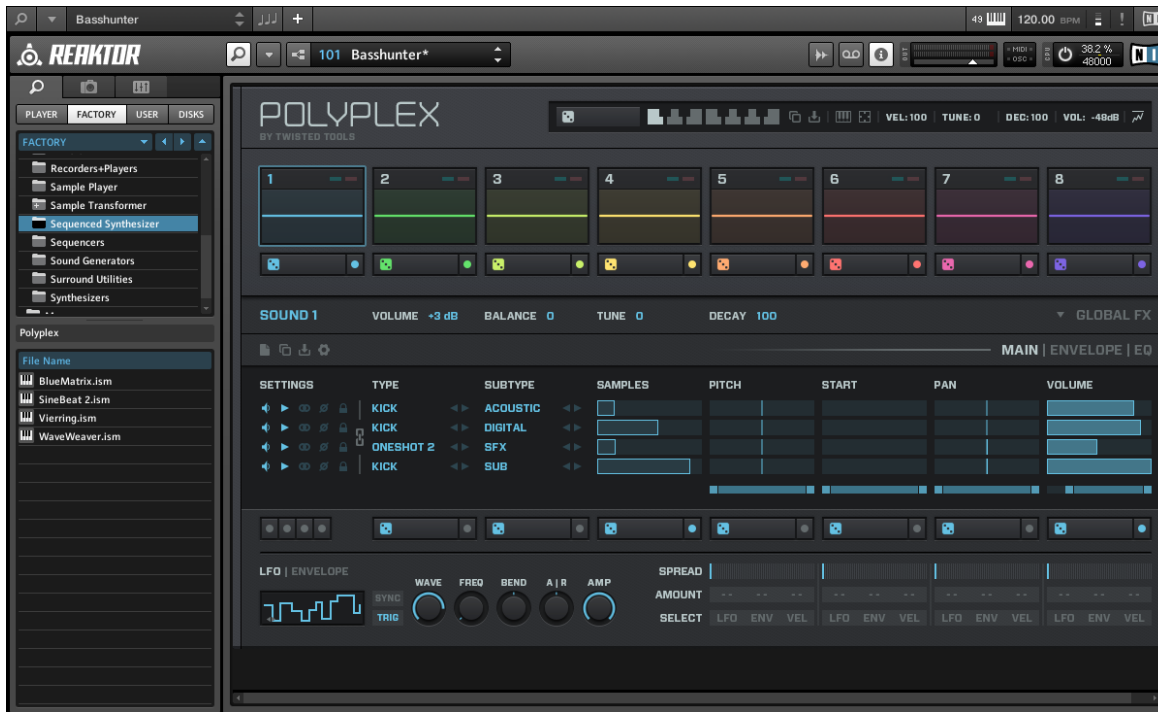 Basshunter
49
120.00 BPM
REAKTOR
101 Basshunter*
OUT
MIDI
OSC
CPU
38.2 %
48000
PLAYER FACTORY USER DISKS
FACTORY
Recorders+Players
Sample Player
Sample Transformer
Sequenced Synthesizer
Sequencers
Sound Generators
Surround Utilities
Synthesizers
Polyplex
File Name
BlueMatrix.ism
SineBeat 2.ism
Vierring.ism
WaveWeaver.ism
POLYPLEX
BY TWISTED TOOLS
VEL:100 TUNE:0 DEC:100 VOL: -48dB
1 2 3 4 5 6 7 8
SOUND 1 VOLUME +3 dB BALANCE 0 TUNE 0 DECAY 100 GLOBAL FX
MAIN | ENVELOPE | EQ
SETTINGS TYPE SUBTYPE SAMPLES PITCH START PAN VOLUME
KICK ACOUSTIC
KICK DIGITAL
ONESHOT 2 SFX
KICK SUB
LFO | ENVELOPE
SYNC
TRIG
WAVE FREQ BEND A|R AMP
SPREAD
AMOUNT -- -- -- -- -- -- -- -- -- -- -- --
SELECT LFO ENV VEL LFO ENV VEL LFO ENV VEL LFO ENV VEL